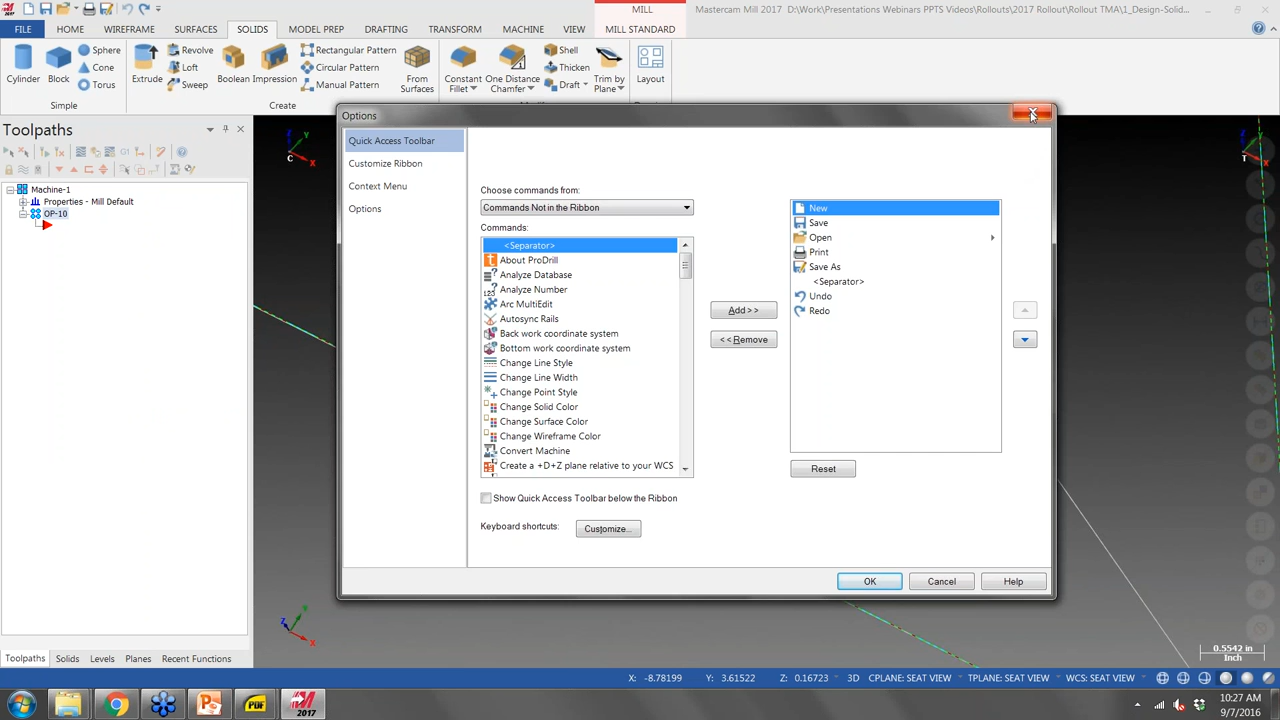 MILL
Mastercam Mill 2017 D:\Work\Presentations Webinars PPTS Videos\Rollouts\2017 Rollout\Rollout TMA\1_Design-Solid...
FILE HOME WIREFRAME SURFACES SOLIDS MODEL PREP DRAFTING TRANSFORM MACHINE VIEW MILL STANDARD
Cylinder Block Sphere Cone Torus
Simple
Extrude Revolve Loft Sweep Boolean Impression Rectangular Pattern Circular Pattern Manual Pattern From Surfaces
Create
Constant Fillet One Distance Chamfer Shell Thicken Draft Trim by Plane
Layout
Toolpaths
Machine-1
Properties - Mill Default
OP-10
Options
Quick Access Toolbar
Customize Ribbon
Context Menu
Options
Choose commands from:
Commands Not in the Ribbon
Commands:
<Separator>
About ProDrill
Analyze Database
Analyze Number
Arc MultiEdit
Autosync Rails
Back work coordinate system
Bottom work coordinate system
Change Line Style
Change Line Width
Change Point Style
Change Solid Color
Change Surface Color
Change Wireframe Color
Convert Machine
Create a +D+Z plane relative to your WCS
Add >>
<< Remove
New
Save
Open
Print
Save As
<Separator>
Undo
Redo
Reset
Show Quick Access Toolbar below the Ribbon
Keyboard shortcuts: Customize...
OK Cancel Help
Y
X
C
Y
X
T
Z
Y
X
0.5542 in
Inch
Toolpaths Solids Levels Planes Recent Functions
X: -8.78199 Y: 3.61522 Z: 0.16723 3D CPLANE: SEAT VIEW TPLANE: SEAT VIEW WCS: SEAT VIEW
PDF
2017
10:27 AM
9/7/2016